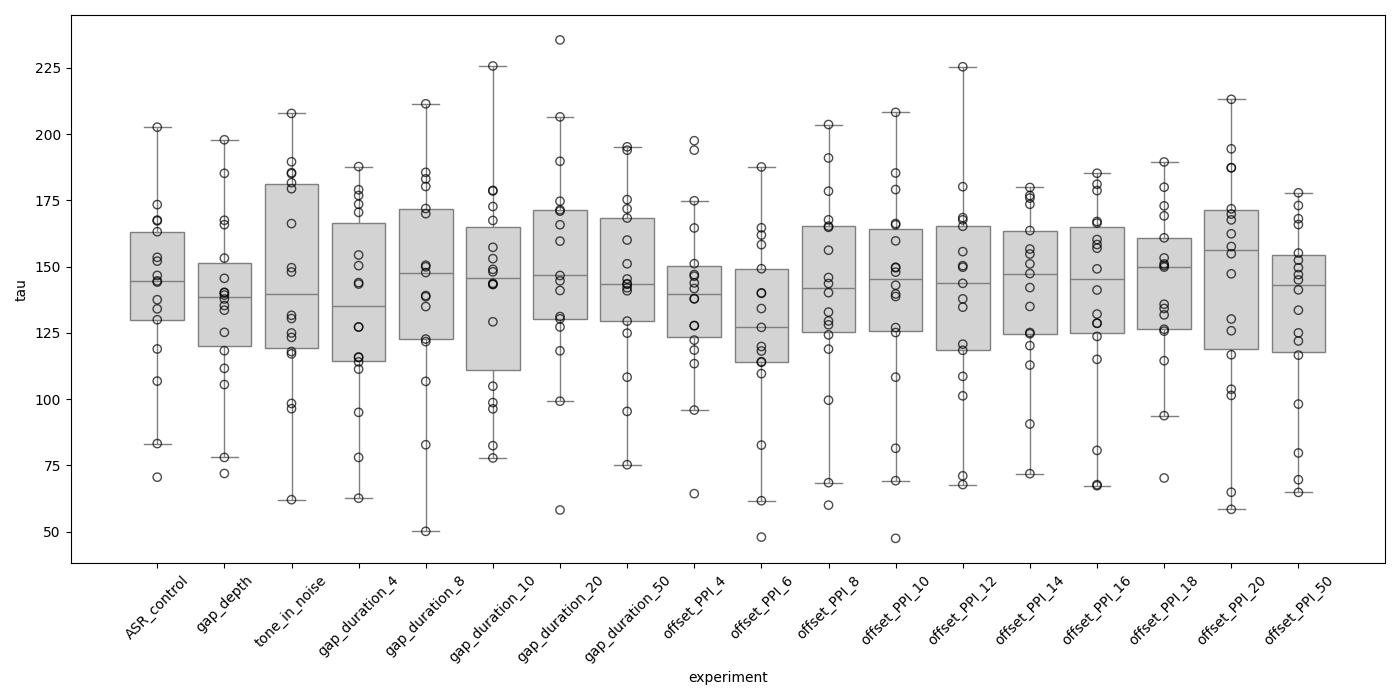 225
200
175
150
125
100
75
50
tau
ASR_control
gap_depth
tone_in_noise
gap_duration_4
gap_duration_8
gap_duration_10
gap_duration_20
gap_duration_50
offset_PPI_4
offset_PPI_6
offset_PPI_8
offset_PPI_10
offset_PPI_12
offset_PPI_14
offset_PPI_16
offset_PPI_18
offset_PPI_20
offset_PPI_50
experiment